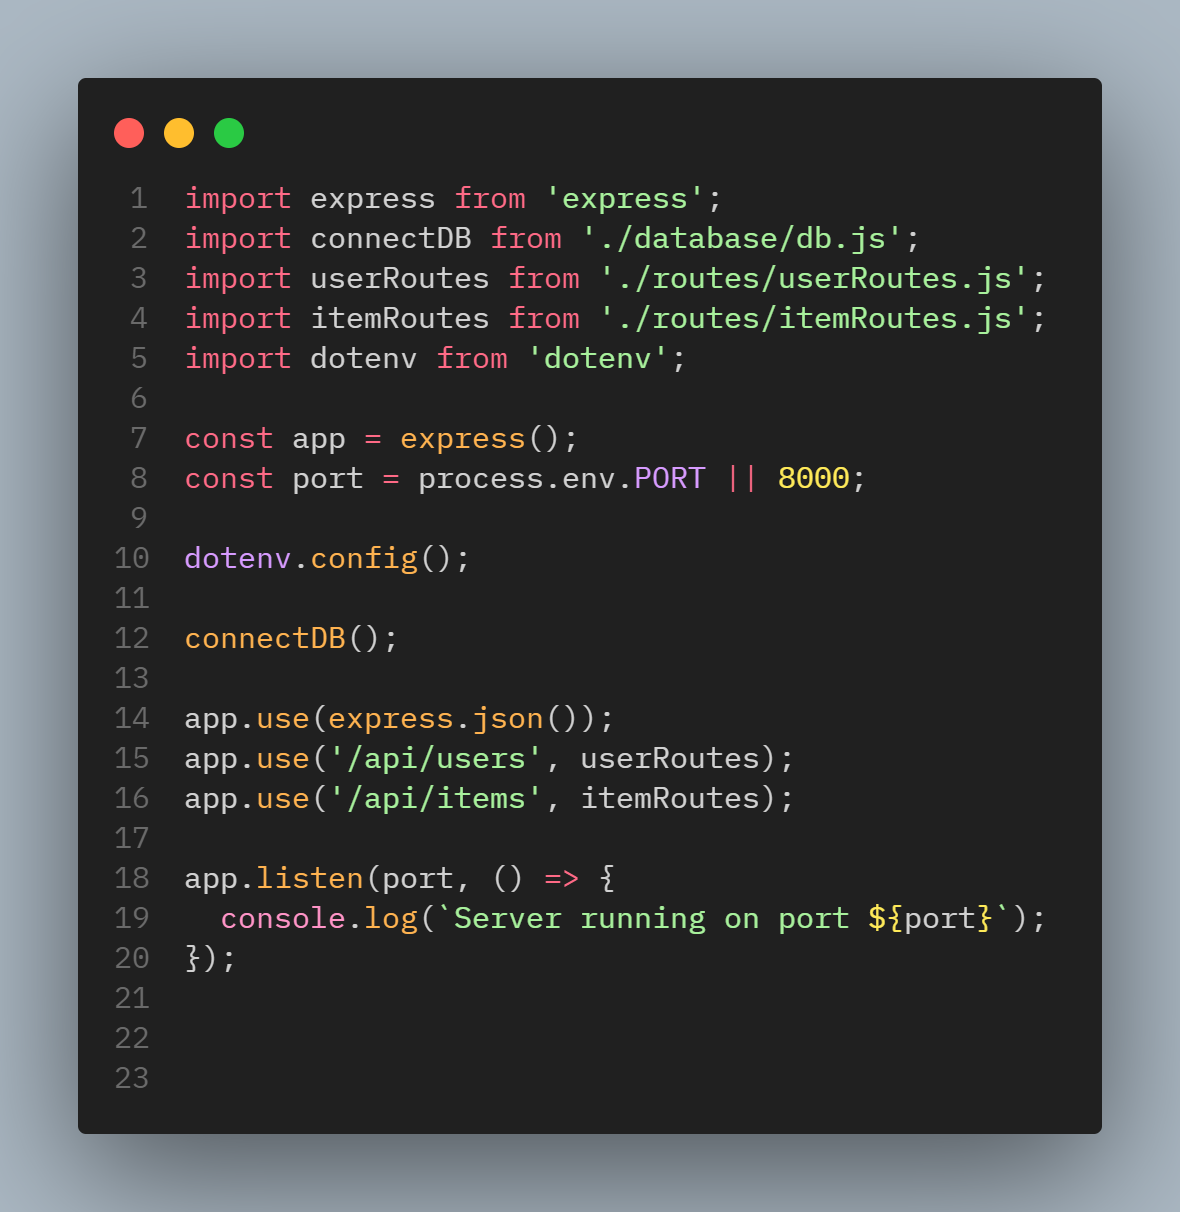 1 import express from 'express';
2 import connectDB from './database/db.js';
3 import userRoutes from './routes/userRoutes.js';
4 import itemRoutes from './routes/itemRoutes.js';
5 import dotenv from 'dotenv';
6
7 const app = express();
8 const port = process.env.PORT || 8000;
9
10 dotenv.config();
11
12 connectDB();
13
14 app.use(express.json());
15 app.use('/api/users', userRoutes);
16 app.use('/api/items', itemRoutes);
17
18 app.listen(port, () => {
19   console.log(`Server running on port ${port}`);
20 });
21
22
23